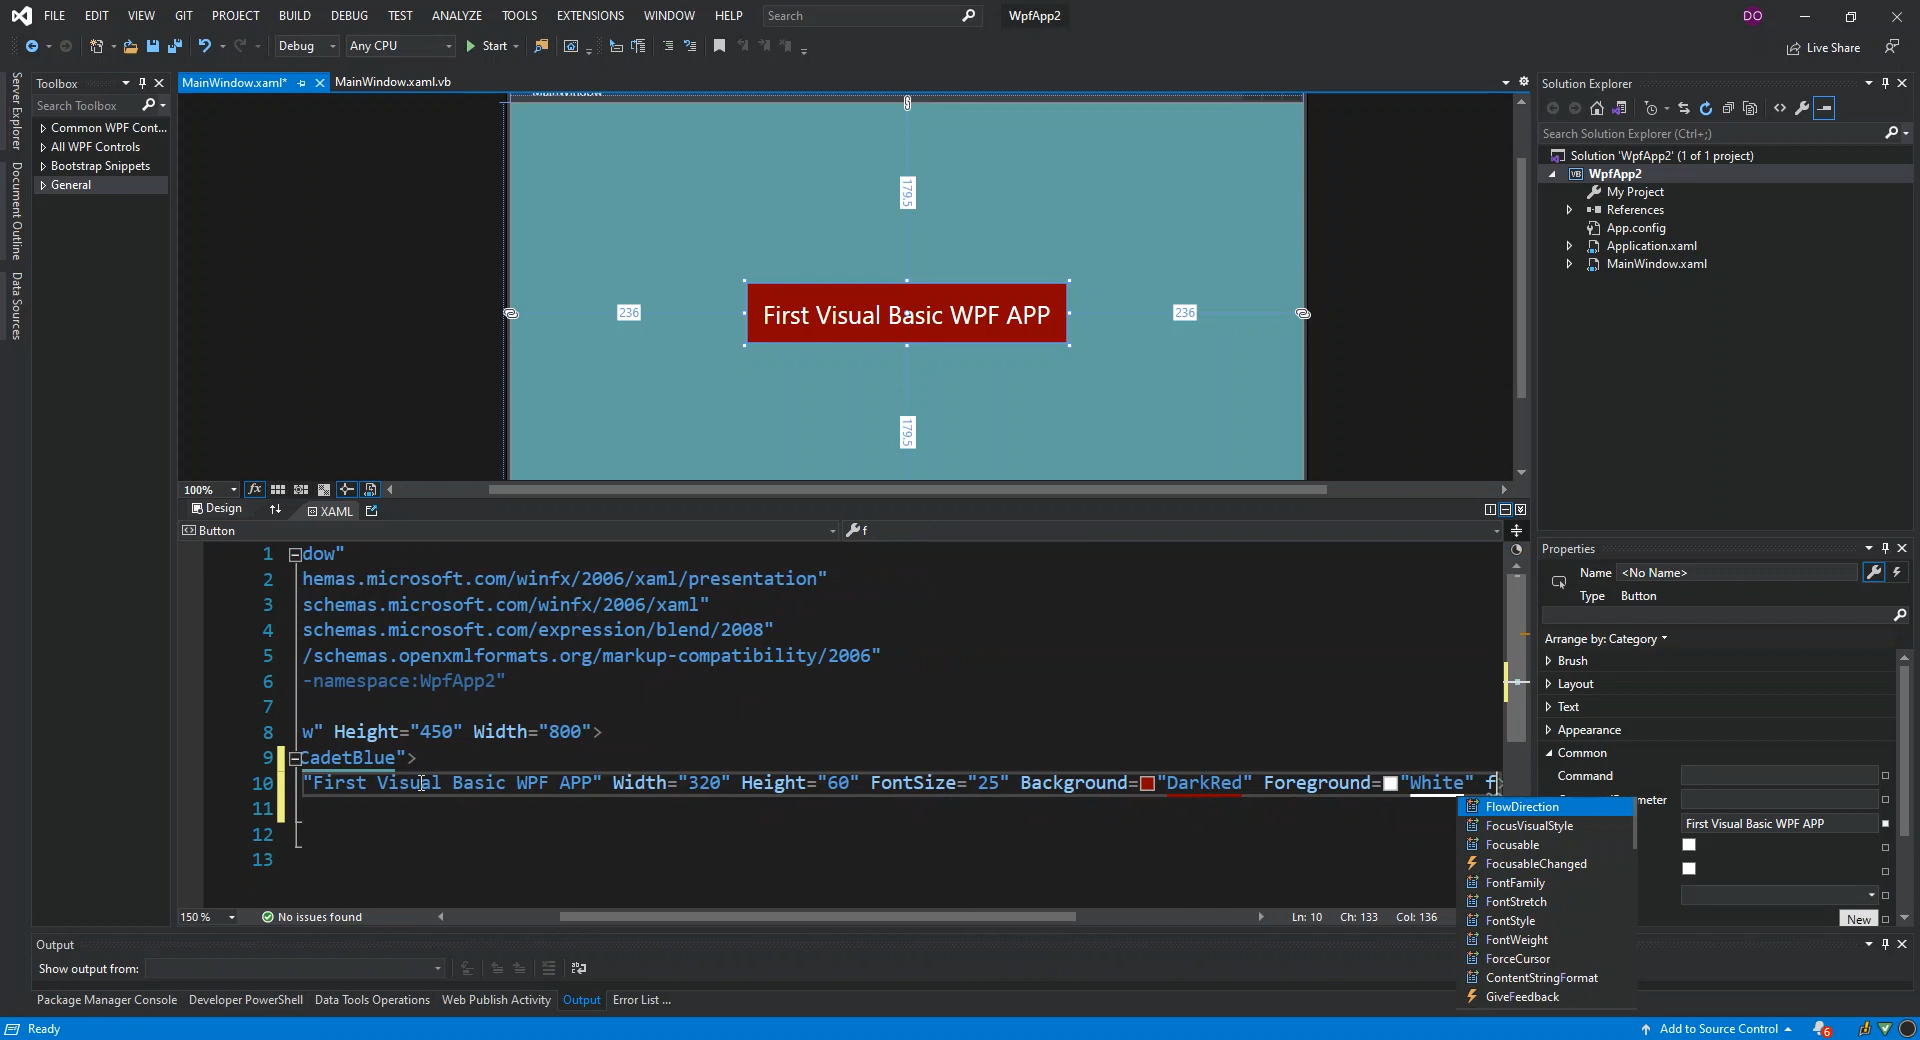 FILE EDIT VIEW GIT PROJECT BUILD DEBUG TEST ANALYZE TOOLS EXTENSIONS WINDOW HELP Search WpfApp2 DO
Debug Any CPU Start Live Share
Server Explorer
Document Outline
Data Sources
Toolbox
Search Toolbox
Common WPF Cont...
All WPF Controls
Bootstrap Snippets
General
MainWindow.xaml* MainWindow.xaml.vb
MainWindow
179.5
236
First Visual Basic WPF APP
236
179.5
100%
Design XAML
Button f
1 dow"
2 hemas.microsoft.com/winfx/2006/xaml/presentation"
3 schemas.microsoft.com/winfx/2006/xaml"
4 schemas.microsoft.com/expression/blend/2008"
5 /schemas.openxmlformats.org/markup-compatibility/2006"
6 -namespace:WpfApp2"
7
8 w" Height="450" Width="800">
9 CadetBlue">
10 "First Visual Basic WPF APP" Width="320" Height="60" FontSize="25" Background="DarkRed" Foreground="White" f
11
12
13
FlowDirection
FocusVisualStyle
Focusable
FocusableChanged
FontFamily
FontStretch
FontStyle
FontWeight
ForceCursor
ContentStringFormat
GiveFeedback
150 % No issues found Ln: 10 Ch: 133 Col: 136
Solution Explorer
Search Solution Explorer (Ctrl+;)
Solution 'WpfApp2' (1 of 1 project)
VB WpfApp2
My Project
References
App.config
Application.xaml
MainWindow.xaml
Properties
Name <No Name>
Type Button
Arrange by: Category
Brush
Layout
Text
Appearance
Common
Command
meter
First Visual Basic WPF APP
New
Output
Show output from:
Package Manager Console Developer PowerShell Data Tools Operations Web Publish Activity Output Error List ...
Ready Add to Source Control 6